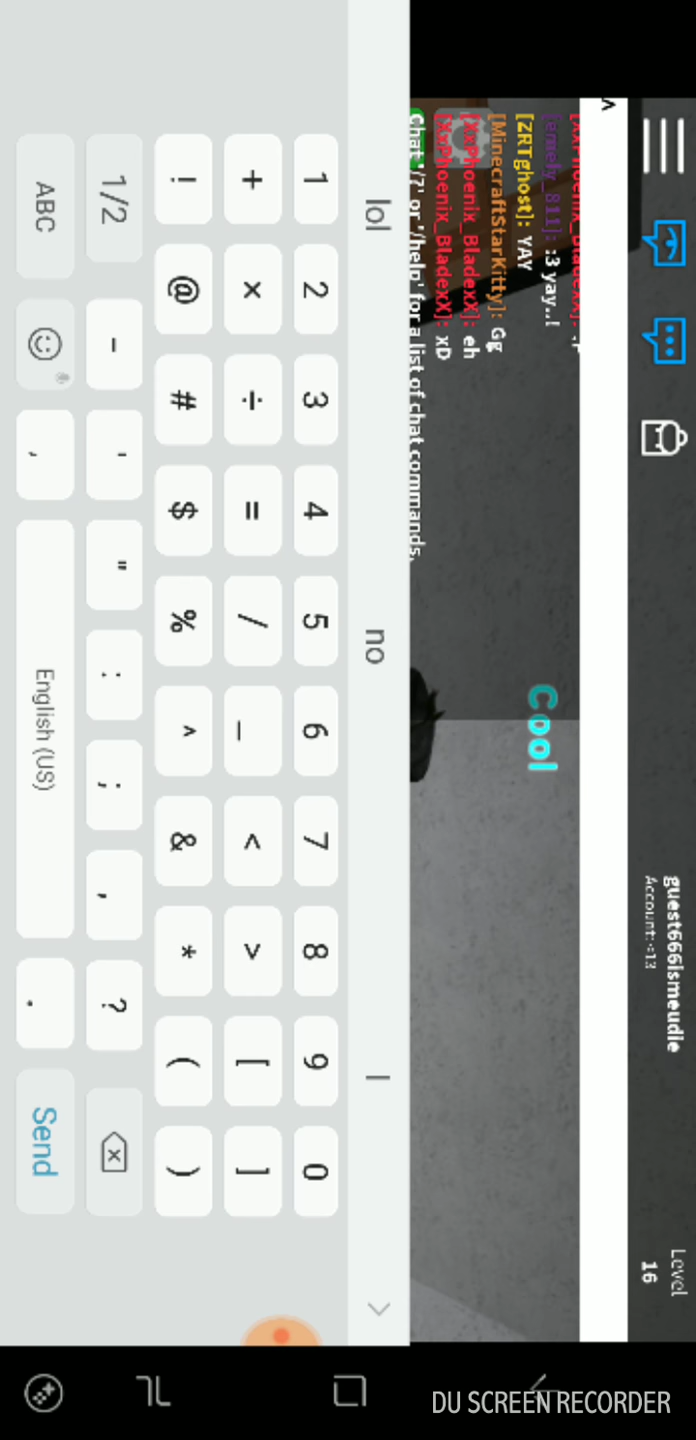 guest666ismeudie
Account: <13
Level
16
^
[emely_811]: :3 yay..!
[ZRTghost]: YAY
[MinecraftStarKitty]: Gg
[XxPhoenix_BladexX]: eh
[XxPhoenix_BladexX]: xD
Chat '/?' or '/help' for a list of chat commands.
Cool
lol no I
1 2 3 4 5 6 7 8 9 0
+ × ÷ = / _ < > [ ]
! @ # $ % ^ & * ( )
1/2 - ' " : ; , ?
ABC , English (US) . Send
DU SCREEN RECORDER